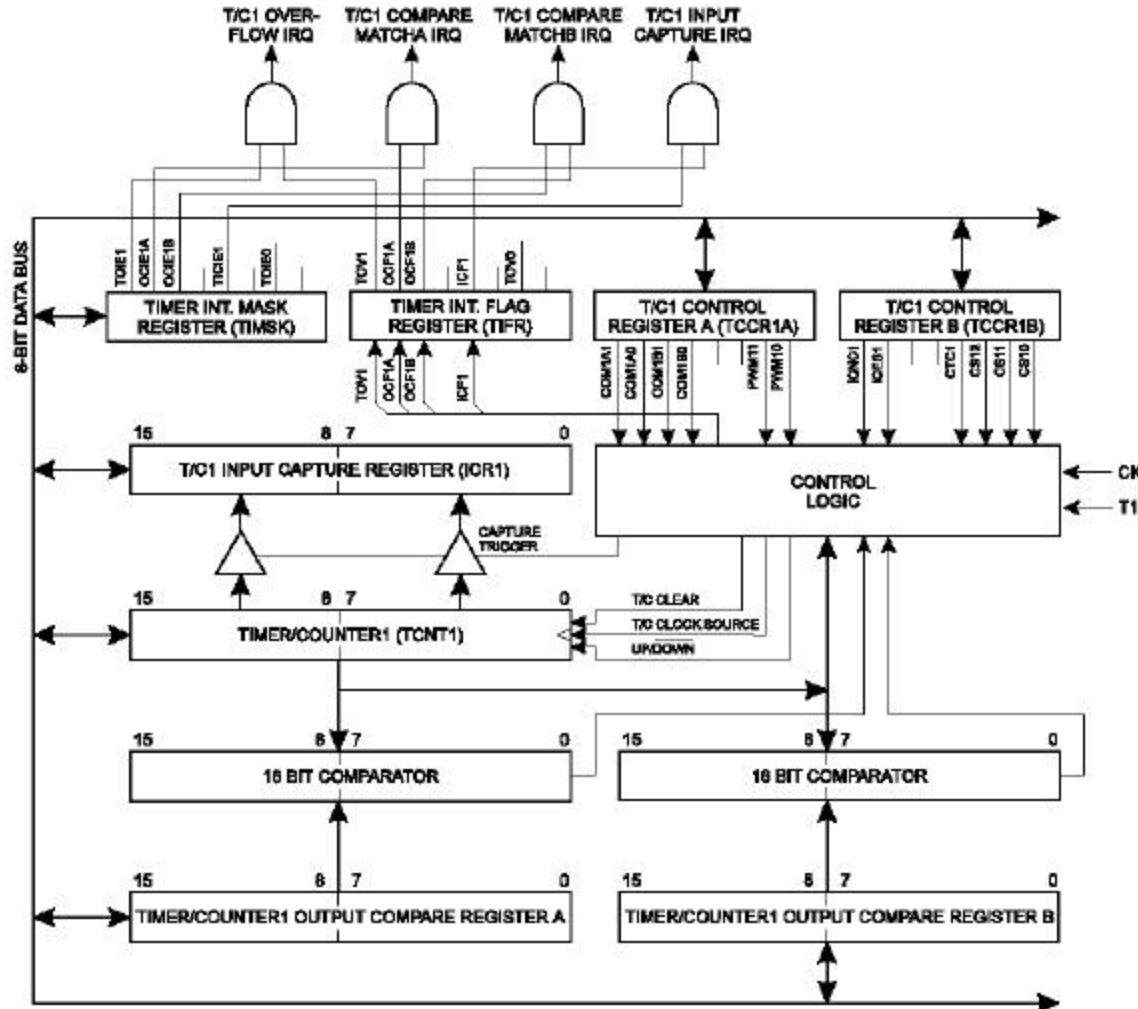 T/C1 OVER-
FLOW IRQ
T/C1 COMPARE
MATCHA IRQ
T/C1 COMPARE
MATCHB IRQ
T/C1 INPUT
CAPTURE IRQ
8-BIT DATA BUS
TOIE1
OCIE1A
OCIE1B
TICIE1
TOIE0
TOV1
OCF1A
OCF1B
ICF1
TOV0
TIMER INT. MASK
REGISTER (TIMSK)
TIMER INT. FLAG
REGISTER (TIFR)
T/C1 CONTROL
REGISTER A (TCCR1A)
T/C1 CONTROL
REGISTER B (TCCR1B)
TOV1
OCF1A
OCF1B
ICF1
COM1A1
COM1A0
COM1B1
COM1B0
PWM11
PWM10
ICNC1
ICES1
CTC1
CS12
CS11
CS10
15 8 7 0
T/C1 INPUT CAPTURE REGISTER (ICR1)
CONTROL
LOGIC
CK
T1
CAPTURE
TRIGGER
15 8 7 0
TIMER/COUNTER1 (TCNT1)
T/C CLEAR
T/C CLOCK SOURCE
UP/DOWN
15 8 7 0
16 BIT COMPARATOR
15 8 7 0
16 BIT COMPARATOR
15 8 7 0
TIMER/COUNTER1 OUTPUT COMPARE REGISTER A
15 8 7 0
TIMER/COUNTER1 OUTPUT COMPARE REGISTER B